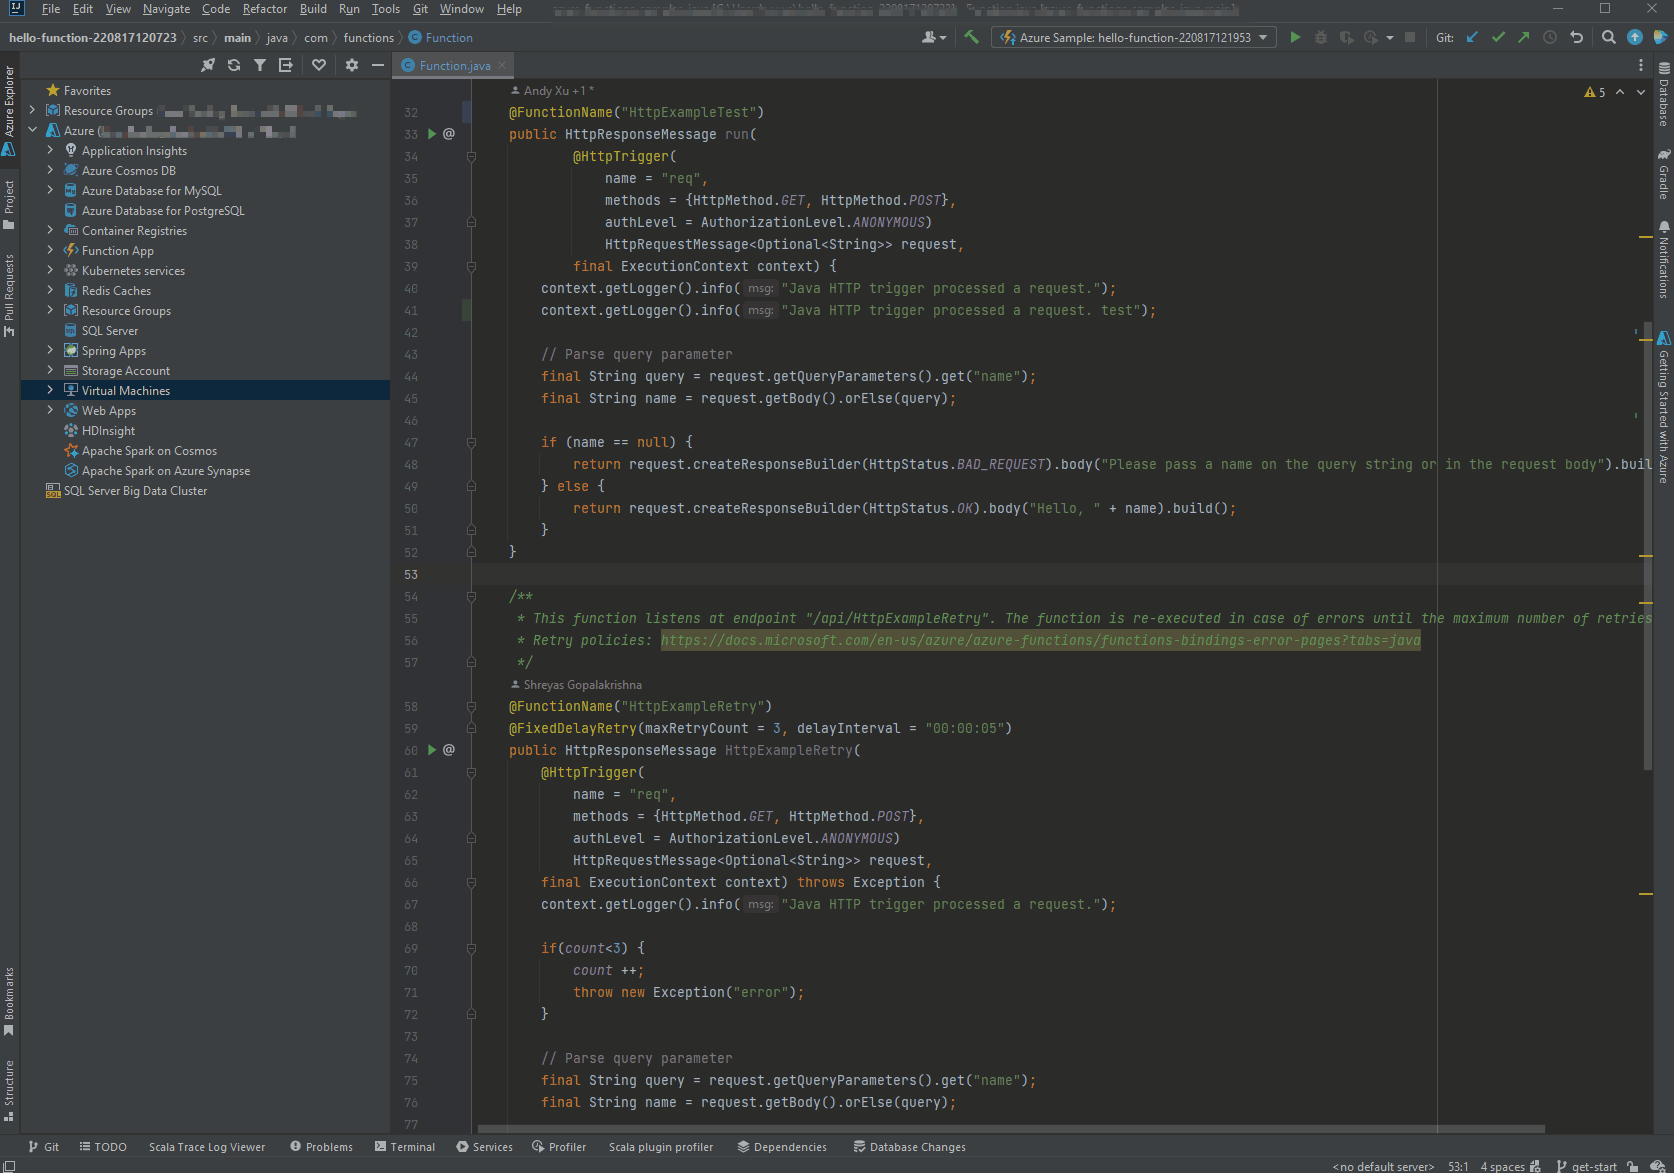 File Edit View Navigate Code Refactor Build Run Tools Git Window Help
hello-function-220817120723 src main java com functions Function
Azure Sample: hello-function-220817121953 Git:
Function.java
Azure Explorer
Project
Pull Requests
Bookmarks
Structure
Favorites
Resource Groups
Azure (
Application Insights
Azure Cosmos DB
Azure Database for MySQL
Azure Database for PostgreSQL
Container Registries
Function App
Kubernetes services
Redis Caches
Resource Groups
SQL Server
Spring Apps
Storage Account
Virtual Machines
Web Apps
HDInsight
Apache Spark on Cosmos
Apache Spark on Azure Synapse
SQL Server Big Data Cluster
Andy Xu +1 *
5
32 @FunctionName("HttpExampleTest")
33 @ public HttpResponseMessage run(
34 @HttpTrigger(
35 name = "req",
36 methods = {HttpMethod.GET, HttpMethod.POST},
37 authLevel = AuthorizationLevel.ANONYMOUS)
38 HttpRequestMessage<Optional<String>> request,
39 final ExecutionContext context) {
40 context.getLogger().info( msg: "Java HTTP trigger processed a request.");
41 context.getLogger().info( msg: "Java HTTP trigger processed a request. test");
42
43 // Parse query parameter
44 final String query = request.getQueryParameters().get("name");
45 final String name = request.getBody().orElse(query);
46
47 if (name == null) {
48 return request.createResponseBuilder(HttpStatus.BAD_REQUEST).body("Please pass a name on the query string or in the request body").buil
49 } else {
50 return request.createResponseBuilder(HttpStatus.OK).body("Hello, " + name).build();
51 }
52 }
53
54 /**
55 * This function listens at endpoint "/api/HttpExampleRetry". The function is re-executed in case of errors until the maximum number of retries
56 * Retry policies: https://docs.microsoft.com/en-us/azure/azure-functions/functions-bindings-error-pages?tabs=java
57 */
Shreyas Gopalakrishna
58 @FunctionName("HttpExampleRetry")
59 @FixedDelayRetry(maxRetryCount = 3, delayInterval = "00:00:05")
60 @ public HttpResponseMessage HttpExampleRetry(
61 @HttpTrigger(
62 name = "req",
63 methods = {HttpMethod.GET, HttpMethod.POST},
64 authLevel = AuthorizationLevel.ANONYMOUS)
65 HttpRequestMessage<Optional<String>> request,
66 final ExecutionContext context) throws Exception {
67 context.getLogger().info( msg: "Java HTTP trigger processed a request.");
68
69 if(count<3) {
70 count ++;
71 throw new Exception("error");
72 }
73
74 // Parse query parameter
75 final String query = request.getQueryParameters().get("name");
76 final String name = request.getBody().orElse(query);
77
Database
Gradle
Notifications
Getting Started with Azure
Git TODO Scala Trace Log Viewer Problems Terminal Services Profiler Scala plugin profiler Dependencies Database Changes
<no default server> 53:1 4 spaces get-start